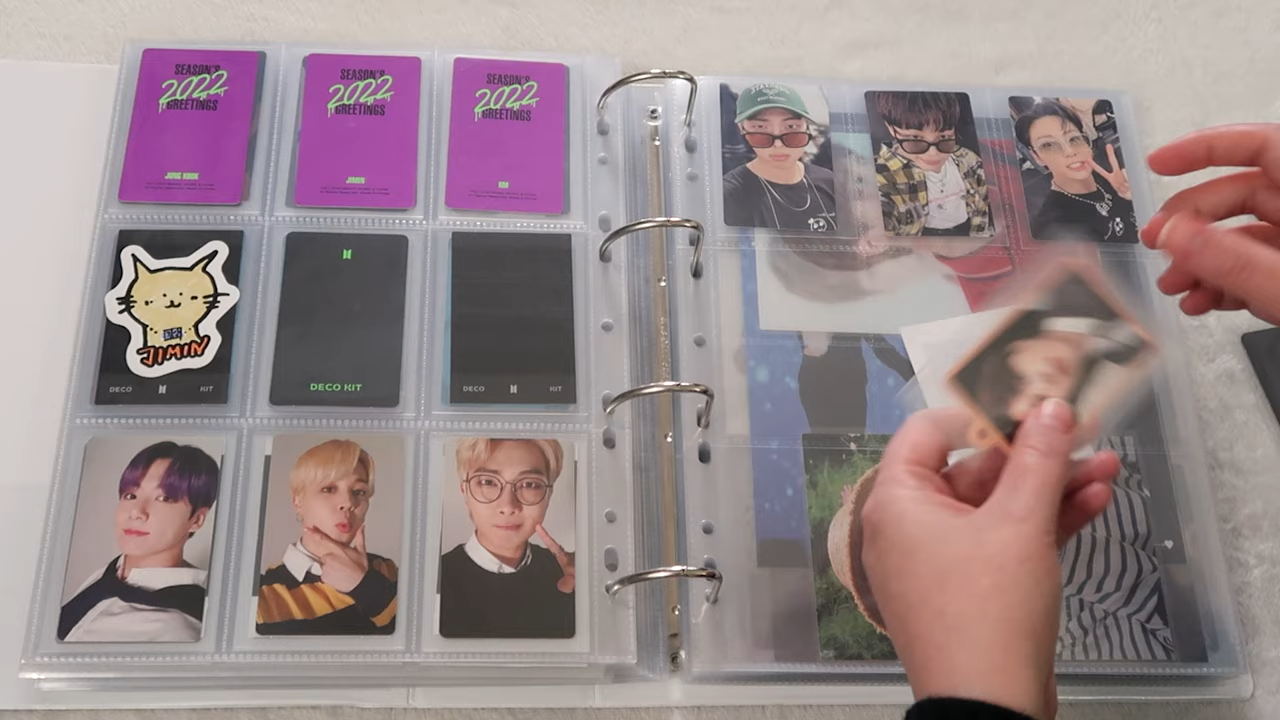 SEASON'S
2022
GREETINGS
JUNG KOOK
SEASON'S
2022
GREETINGS
JIMIN
SEASON'S
2022
GREETINGS
RM
JIMIN
DECO KIT
DECO KIT
DECO KIT